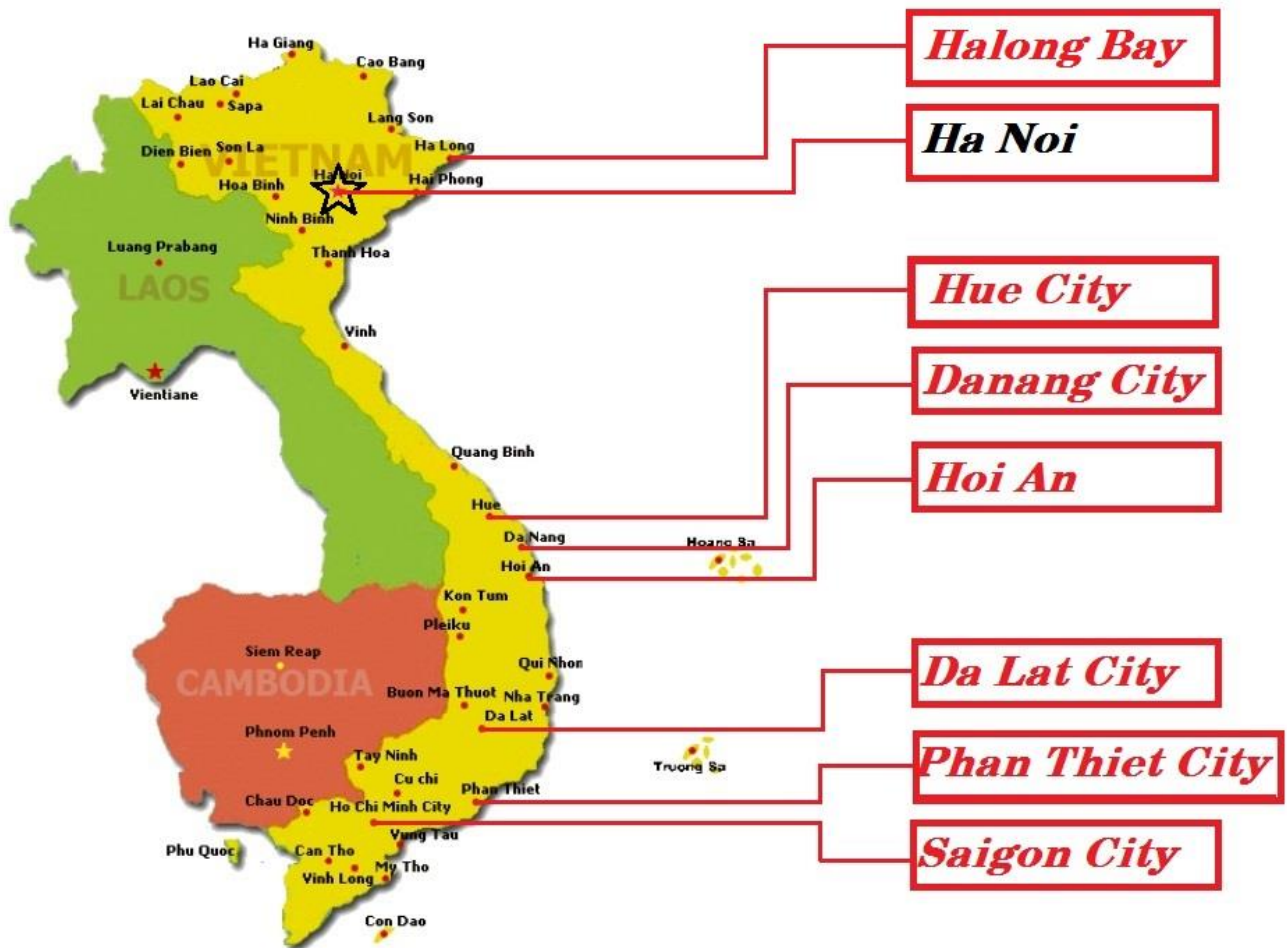 Halong Bay
Ha Noi
Hue City
Danang City
Hoi An
Da Lat City
Phan Thiet City
Saigon City
Ha Giang
Cao Bang
Lao Cai
Sapa
Lai Chau
Lang Son
VIETNAM
Dien Bien
Son La
Ha Long
Ha Noi
Hoa Binh
Hai Phong
Ninh Binh
Luang Prabang
Thanh Hoa
LAOS
Vinh
Vientiane
Quang Binh
Hue
Da Nang
Hoang Sa
Hoi An
Kon Tum
Pleiku
Siem Reap
Qui Nhon
CAMBODIA
Buon Ma Thuot
Nha Trang
Da Lat
Phnom Penh
Tay Ninh
Truong Sa
Cu chi
Phan Thiet
Chau Doc
Ho Chi Minh City
Vung Tau
Phu Quoc
Can Tho
My Tho
Vinh Long
Con Dao